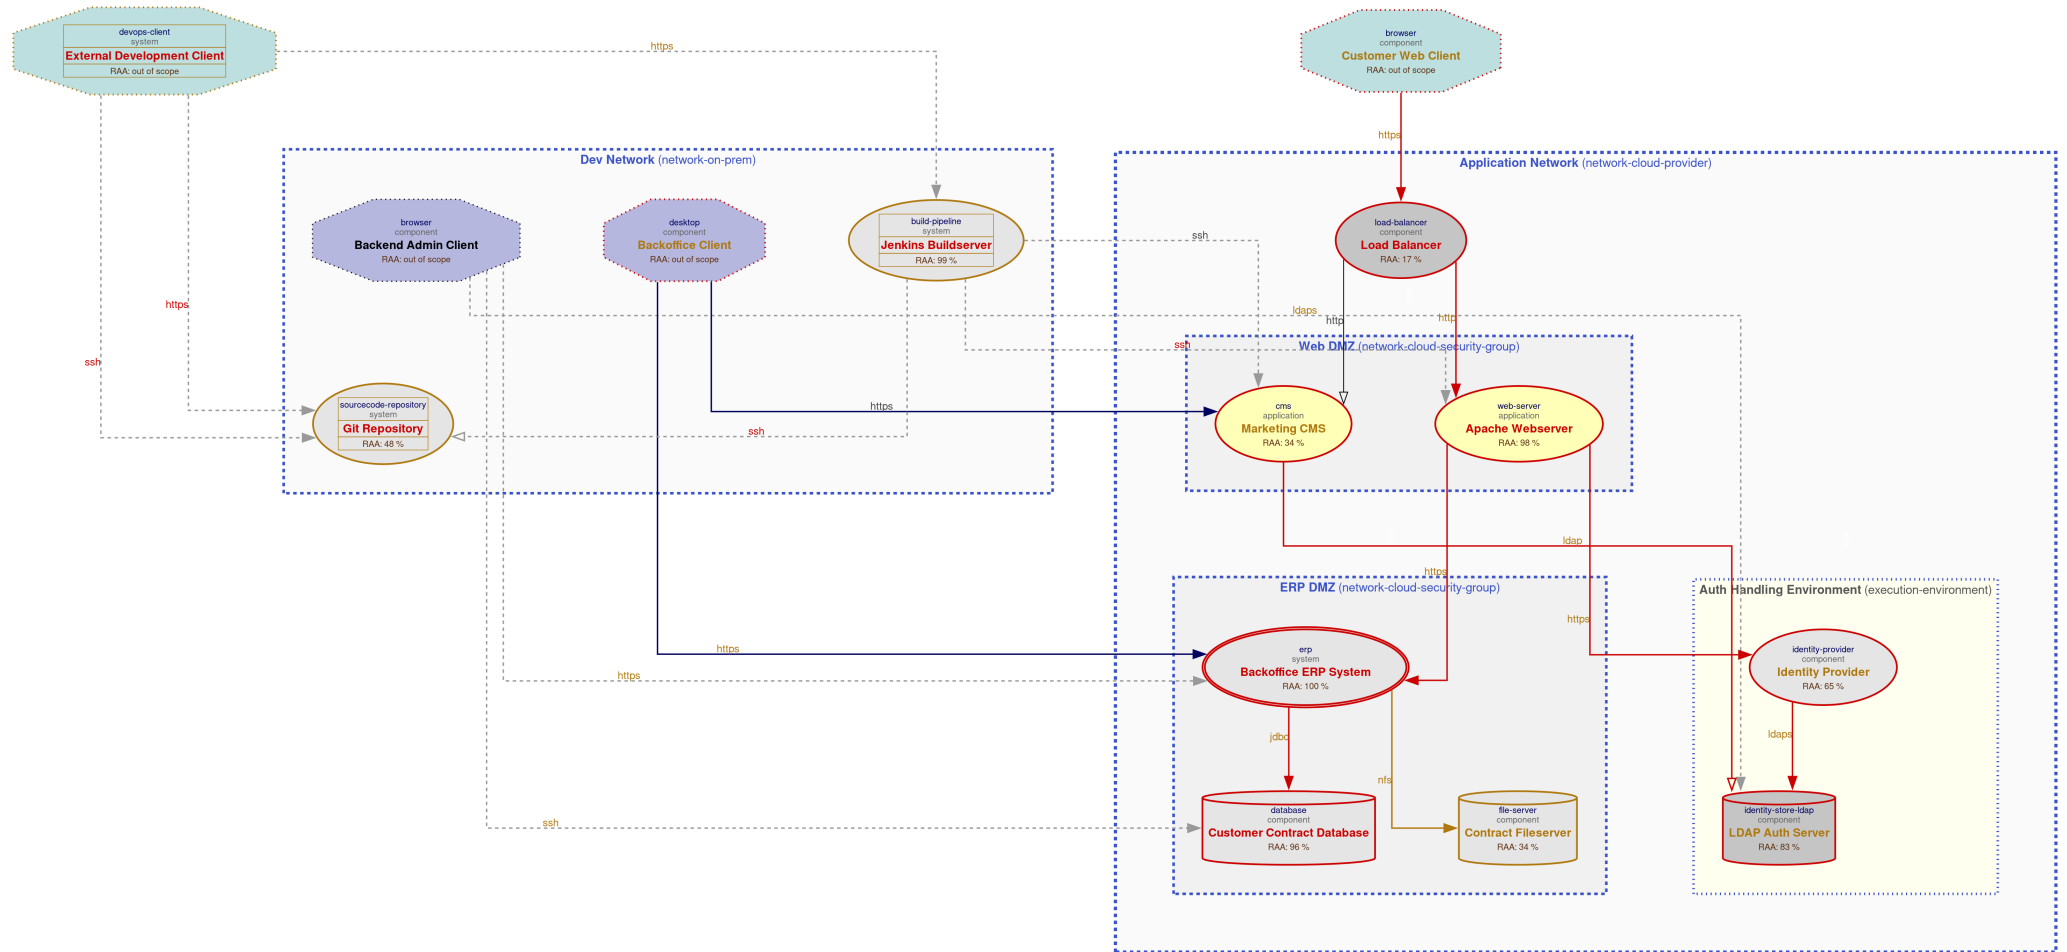 devops-client
system
External Development Client
RAA: out of scope
https
browser
component
Customer Web Client
RAA: out of scope
https
Dev Network (network-on-prem)
Application Network (network-cloud-provider)
browser
component
Backend Admin Client
RAA: out of scope
desktop
component
Backoffice Client
RAA: out of scope
build-pipeline
system
Jenkins Buildserver
RAA: 99 %
ssh
load-balancer
component
Load Balancer
RAA: 17 %
https
ldaps
http
http
ssh
ssh
Web DMZ (network-cloud-security-group)
sourcecode-repository
system
Git Repository
RAA: 48 %
https
ssh
cms
application
Marketing CMS
RAA: 34 %
web-server
application
Apache Webserver
RAA: 98 %
ldap
https
ERP DMZ (network-cloud-security-group)
Auth Handling Environment (execution-environment)
https
https
https
erp
system
Backoffice ERP System
RAA: 100 %
identity-provider
component
Identity Provider
RAA: 65 %
jdbc
nfs
ldaps
ssh
database
component
Customer Contract Database
RAA: 96 %
file-server
component
Contract Fileserver
RAA: 34 %
identity-store-ldap
component
LDAP Auth Server
RAA: 83 %